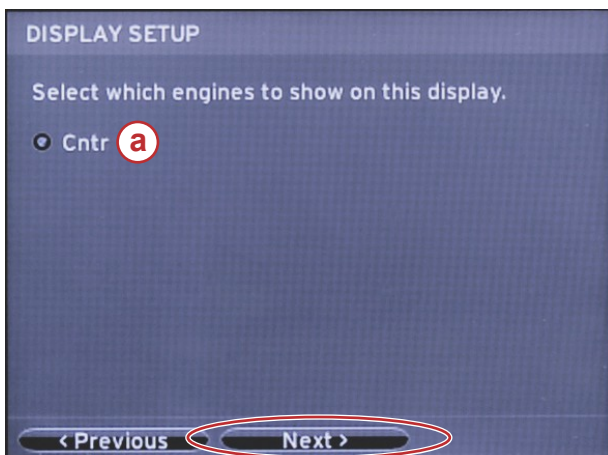 DISPLAY SETUP
Select which engines to show on this display.
Cntr a
< Previous Next >